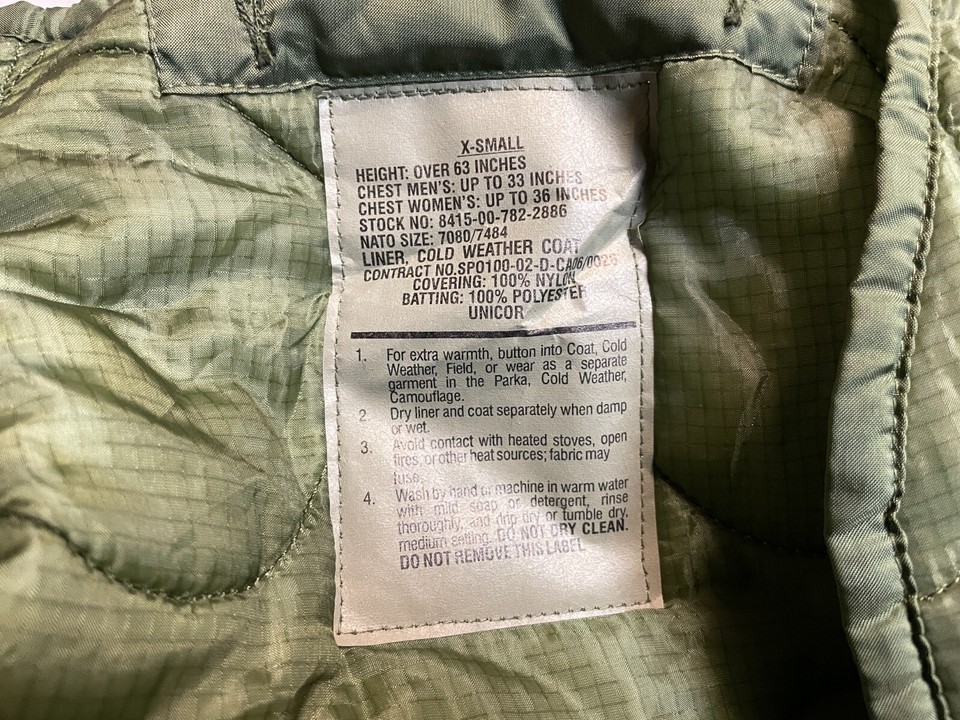 X-SMALL
HEIGHT: OVER 63 INCHES
CHEST MEN'S: UP TO 33 INCHES
CHEST WOMEN'S: UP TO 36 INCHES
STOCK NO: 8415-00-782-2886
NATO SIZE: 7080/7484
LINER, COLD WEATHER COAT
CONTRACT NO.SPO100-02-D-CA06/0025
COVERING: 100% NYLON
BATTING: 100% POLYESTER
UNICOR
1. For extra warmth, button into Coat, Cold
Weather, Field, or wear as a separate
garment in the Parka, Cold Weather,
Camouflage.
2. Dry liner and coat separately when damp
or wet.
3. Avoid contact with heated stoves, open
fires, or other heat sources; fabric may
fuse.
4. Wash by hand or machine in warm water
with mild soap or detergent, rinse
thoroughly, and drip dry or tumble dry,
medium setting. DO NOT DRY CLEAN.
DO NOT REMOVE THIS LABEL